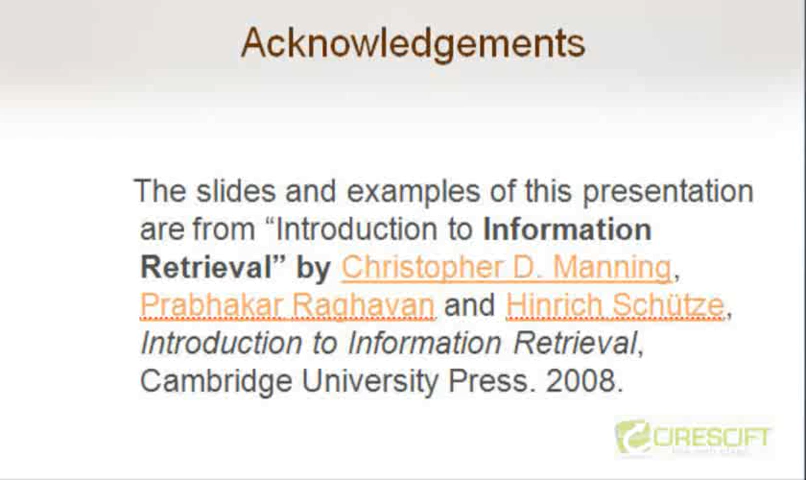 Acknowledgements
The slides and examples of this presentation
are from “Introduction to Information
Retrieval” by Christopher D. Manning,
Prabhakar Raghavan and Hinrich Schütze,
Introduction to Information Retrieval,
Cambridge University Press. 2008.